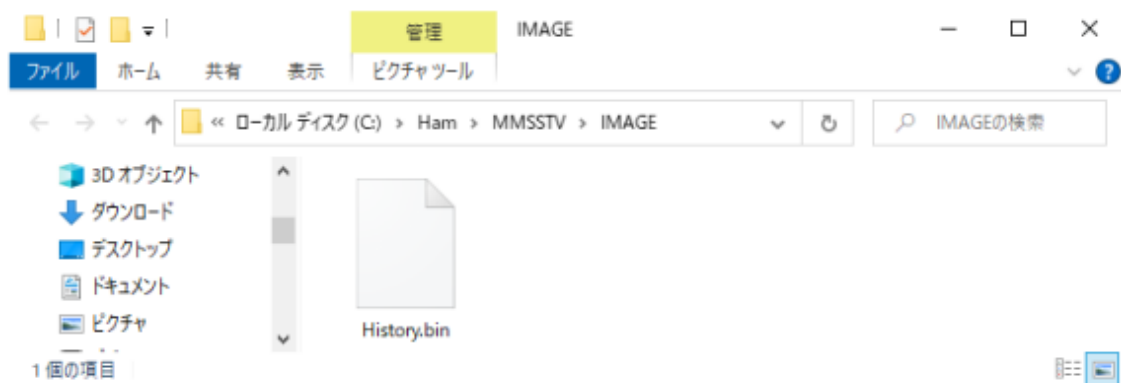 管理 IMAGE
ファイル ホーム 共有 表示 ピクチャ ツール
« ローカル ディスク (C:) › Ham › MMSSTV › IMAGE IMAGEの検索
3D オブジェクト
ダウンロード
デスクトップ
ドキュメント
ピクチャ
History.bin
1 個の項目